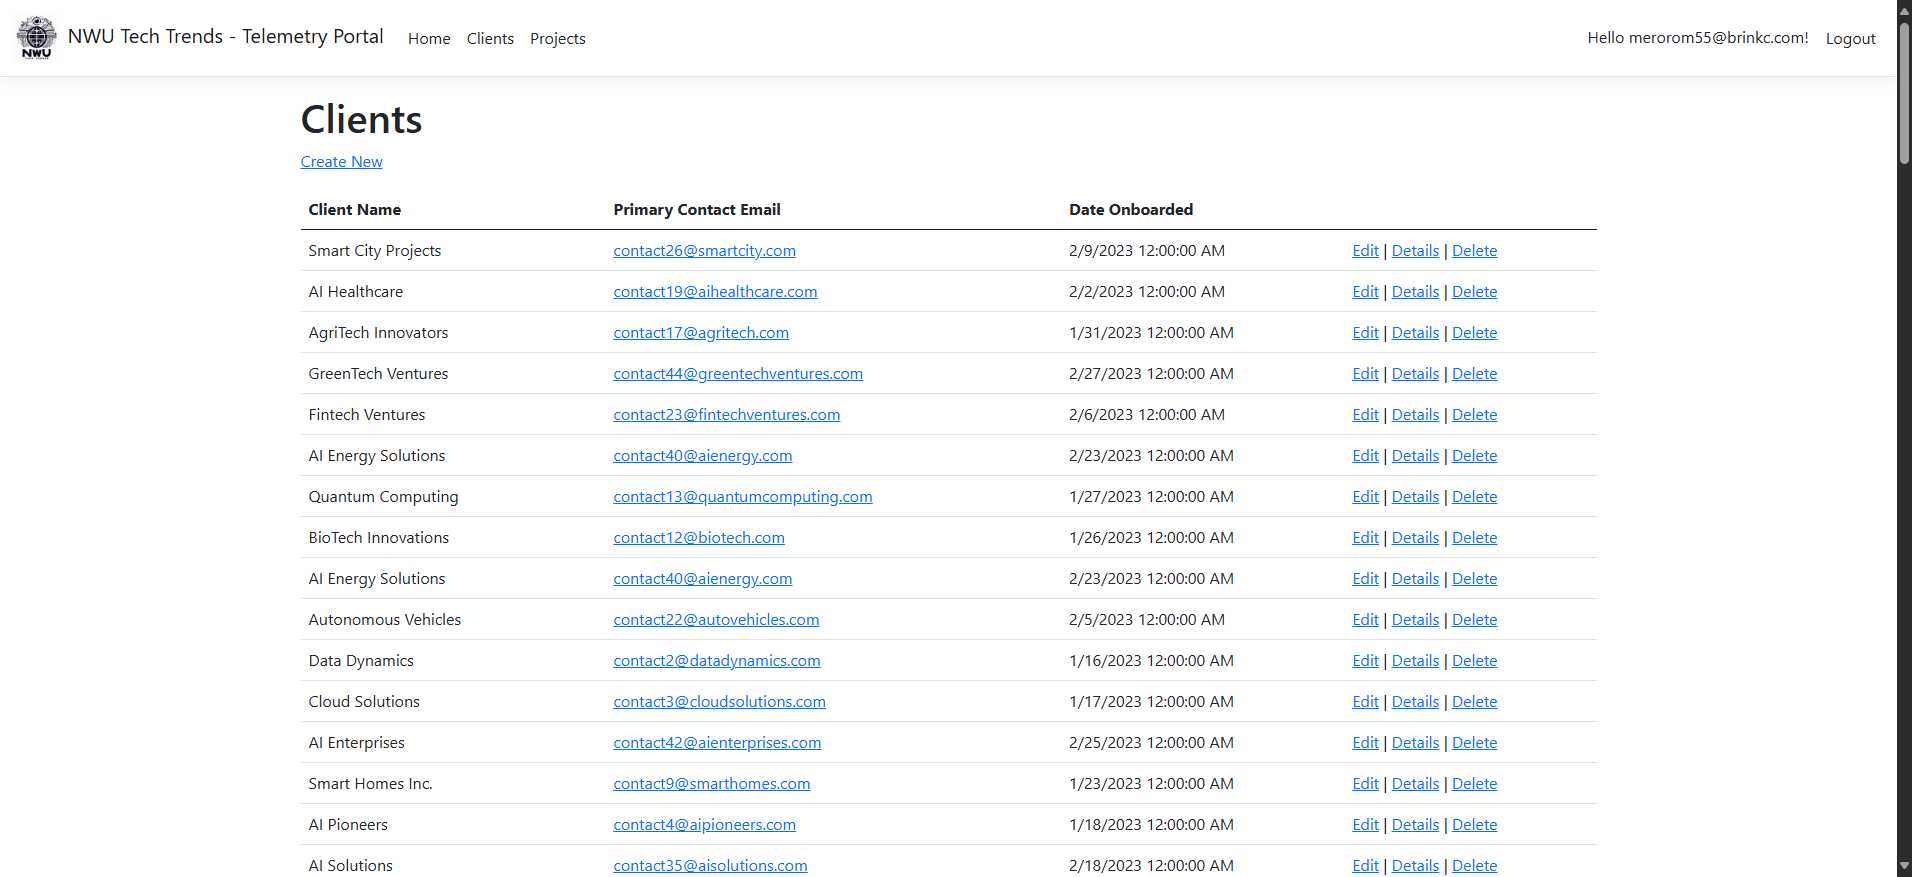 NWU
NWU Tech Trends - Telemetry Portal Home Clients Projects Hello merorom55@brinkc.com! Logout
Clients
Create New
Client Name Primary Contact Email Date Onboarded
Smart City Projects contact26@smartcity.com 2/9/2023 12:00:00 AM Edit | Details | Delete
AI Healthcare contact19@aihealthcare.com 2/2/2023 12:00:00 AM Edit | Details | Delete
AgriTech Innovators contact17@agritech.com 1/31/2023 12:00:00 AM Edit | Details | Delete
GreenTech Ventures contact44@greentechventures.com 2/27/2023 12:00:00 AM Edit | Details | Delete
Fintech Ventures contact23@fintechventures.com 2/6/2023 12:00:00 AM Edit | Details | Delete
AI Energy Solutions contact40@aienergy.com 2/23/2023 12:00:00 AM Edit | Details | Delete
Quantum Computing contact13@quantumcomputing.com 1/27/2023 12:00:00 AM Edit | Details | Delete
BioTech Innovations contact12@biotech.com 1/26/2023 12:00:00 AM Edit | Details | Delete
AI Energy Solutions contact40@aienergy.com 2/23/2023 12:00:00 AM Edit | Details | Delete
Autonomous Vehicles contact22@autovehicles.com 2/5/2023 12:00:00 AM Edit | Details | Delete
Data Dynamics contact2@datadynamics.com 1/16/2023 12:00:00 AM Edit | Details | Delete
Cloud Solutions contact3@cloudsolutions.com 1/17/2023 12:00:00 AM Edit | Details | Delete
AI Enterprises contact42@aienterprises.com 2/25/2023 12:00:00 AM Edit | Details | Delete
Smart Homes Inc. contact9@smarthomes.com 1/23/2023 12:00:00 AM Edit | Details | Delete
AI Pioneers contact4@aipioneers.com 1/18/2023 12:00:00 AM Edit | Details | Delete
AI Solutions contact35@aisolutions.com 2/18/2023 12:00:00 AM Edit | Details | Delete